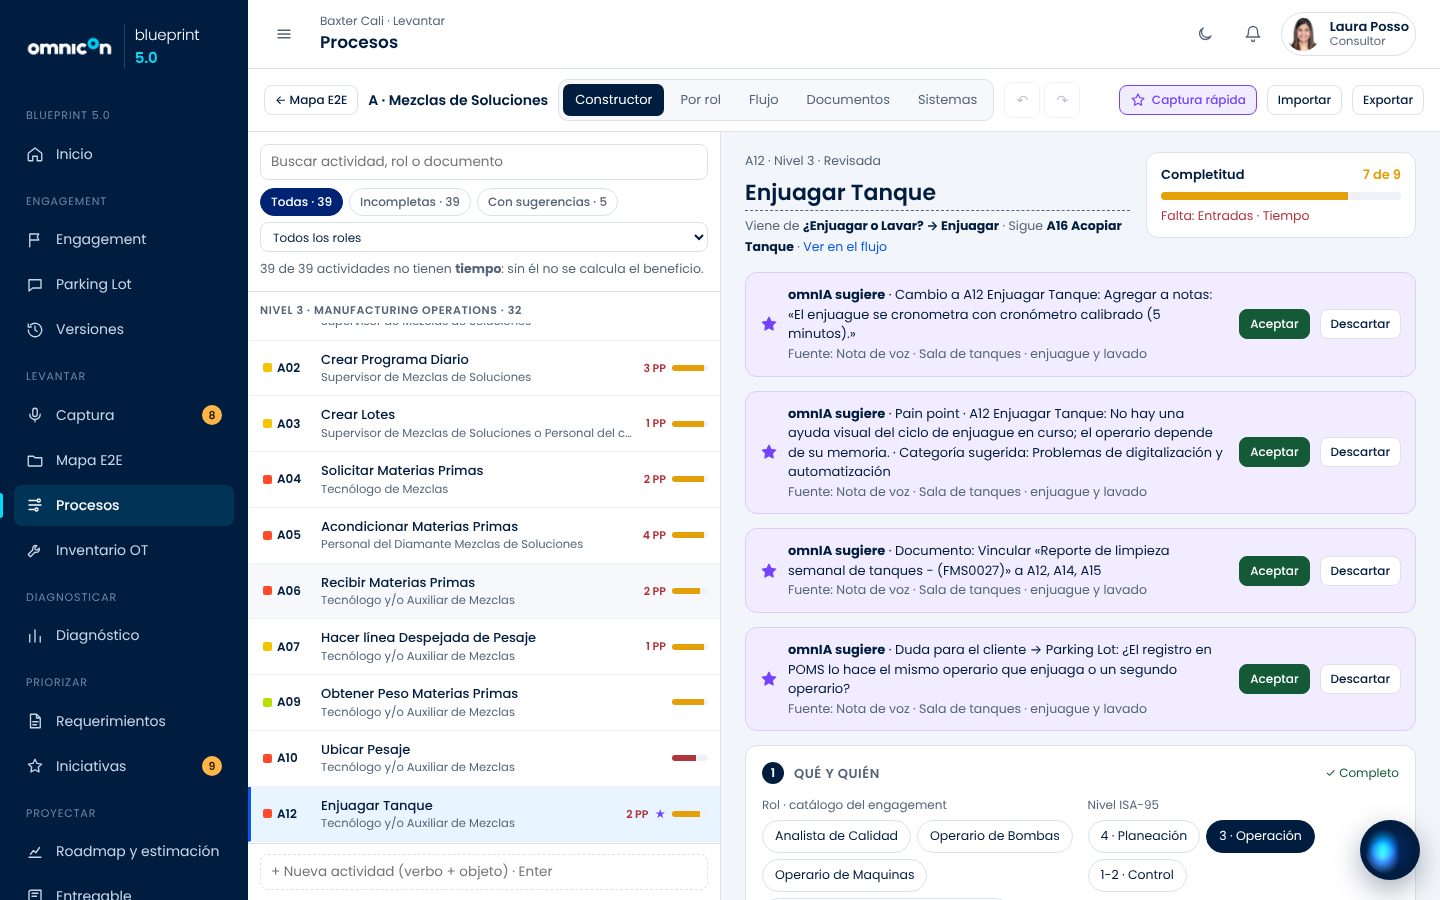 omnicon
blueprint
5.0
BLUEPRINT 5.0
Inicio
ENGAGEMENT
Engagement
Parking Lot
Versiones
LEVANTAR
Captura
8
Mapa E2E
Procesos
Inventario OT
DIAGNOSTICAR
Diagnóstico
PRIORIZAR
Requerimientos
Iniciativas
9
PROYECTAR
Roadmap y estimación
Entregable
Baxter Cali · Levantar
Procesos
Laura Posso
Consultor
← Mapa E2E
A · Mezclas de Soluciones
Constructor
Por rol
Flujo
Documentos
Sistemas
Captura rápida
Importar
Exportar
Buscar actividad, rol o documento
Todas · 39
Incompletas · 39
Con sugerencias · 5
Todos los roles
39 de 39 actividades no tienen tiempo: sin él no se calcula el beneficio.
NIVEL 3 · MANUFACTURING OPERATIONS · 32
Supervisor de Mezclas de Soluciones
A02
Crear Programa Diario
Supervisor de Mezclas de Soluciones
3 PP
A03
Crear Lotes
Supervisor de Mezclas de Soluciones o Personal del c...
1 PP
A04
Solicitar Materias Primas
Tecnólogo de Mezclas
2 PP
A05
Acondicionar Materias Primas
Personal del Diamante Mezclas de Soluciones
4 PP
A06
Recibir Materias Primas
Tecnólogo y/o Auxiliar de Mezclas
2 PP
A07
Hacer línea Despejada de Pesaje
Tecnólogo y/o Auxiliar de Mezclas
1 PP
A09
Obtener Peso Materias Primas
Tecnólogo y/o Auxiliar de Mezclas
A10
Ubicar Pesaje
Tecnólogo y/o Auxiliar de Mezclas
A12
Enjuagar Tanque
Tecnólogo y/o Auxiliar de Mezclas
2 PP
+ Nueva actividad (verbo + objeto) · Enter
A12 · Nivel 3 · Revisada
Enjuagar Tanque
Viene de ¿Enjuagar o Lavar? → Enjuagar · Sigue A16 Acopiar
Tanque · Ver en el flujo
Completitud
7 de 9
Falta: Entradas · Tiempo
omnIA sugiere · Cambio a A12 Enjuagar Tanque: Agregar a notas:
«El enjuague se cronometra con cronómetro calibrado (5
minutos).»
Fuente: Nota de voz · Sala de tanques · enjuague y lavado
Aceptar
Descartar
omnIA sugiere · Pain point · A12 Enjuagar Tanque: No hay una
ayuda visual del ciclo de enjuague en curso; el operario depende
de su memoria. · Categoría sugerida: Problemas de digitalización y
automatización
Fuente: Nota de voz · Sala de tanques · enjuague y lavado
Aceptar
Descartar
omnIA sugiere · Documento: Vincular «Reporte de limpieza
semanal de tanques - (FMS0027)» a A12, A14, A15
Fuente: Nota de voz · Sala de tanques · enjuague y lavado
Aceptar
Descartar
omnIA sugiere · Duda para el cliente → Parking Lot: ¿El registro en
POMS lo hace el mismo operario que enjuaga o un segundo
operario?
Fuente: Nota de voz · Sala de tanques · enjuague y lavado
Aceptar
Descartar
1
QUÉ Y QUIÉN
✓ Completo
Rol · catálogo del engagement
Analista de Calidad
Operario de Bombas
Operario de Maquinas
Nivel ISA-95
4 · Planeación
3 · Operación
1-2 · Control